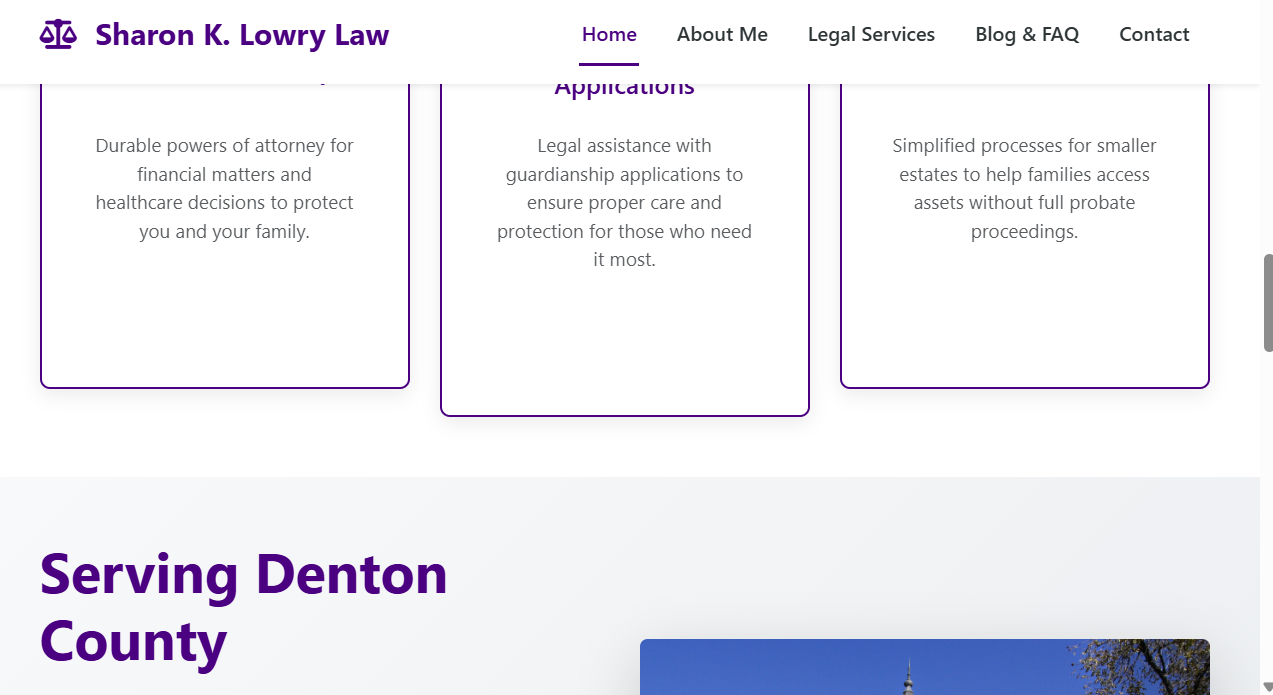 Sharon K. Lowry Law
Home
About Me
Legal Services
Blog & FAQ
Contact
Applications
Durable powers of attorney for
financial matters and
healthcare decisions to protect
you and your family.
Legal assistance with
guardianship applications to
ensure proper care and
protection for those who need
it most.
Simplified processes for smaller
estates to help families access
assets without full probate
proceedings.
Serving Denton
County